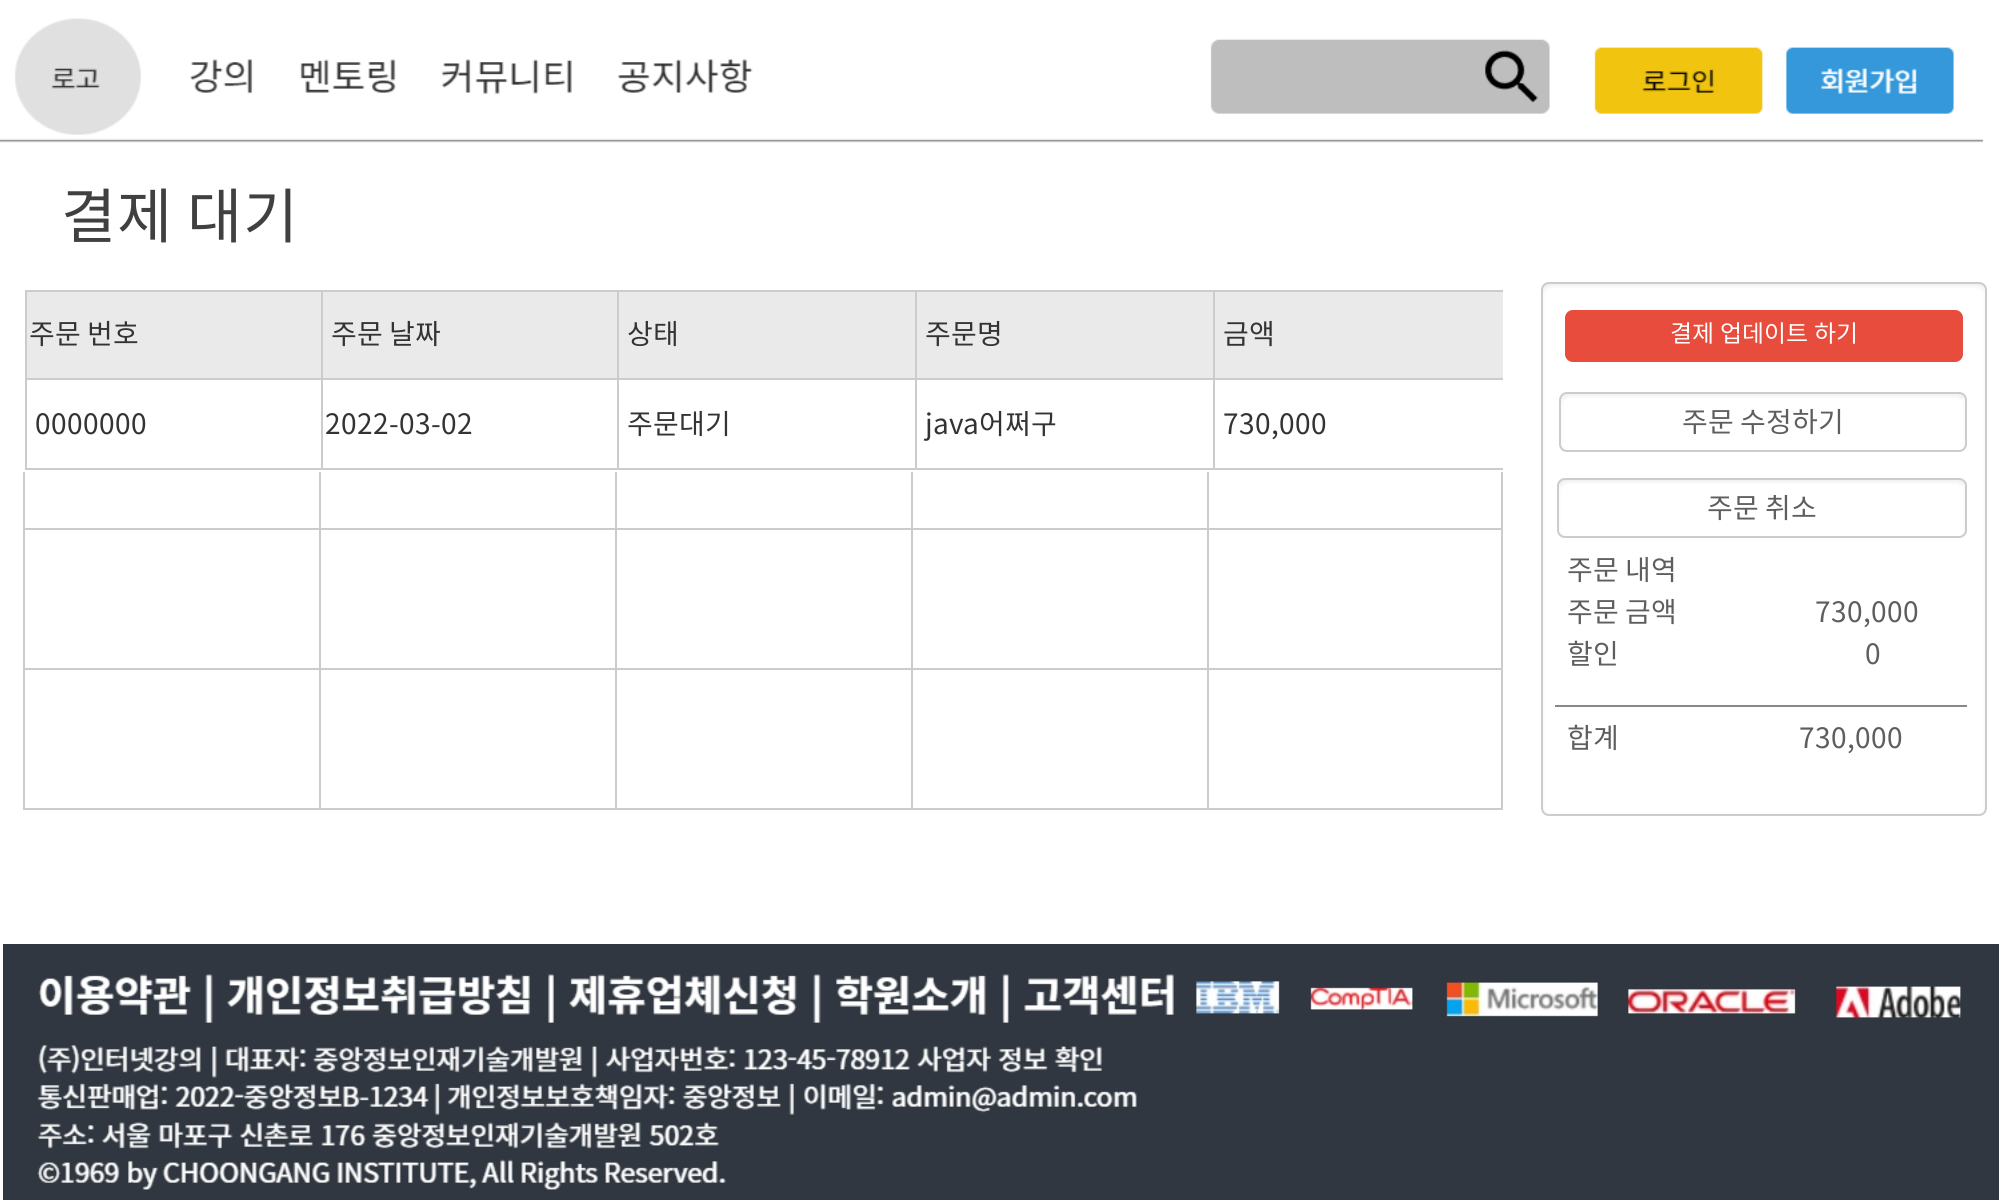 로고 강의 멘토링 커뮤니티 공지사항 로그인 회원가입
결제 대기
주문 번호 주문 날짜 상태 주문명 금액
0000000 2022-03-02 주문대기 java어쩌구 730,000
결제 업데이트 하기
주문 수정하기
주문 취소
주문 내역
주문 금액 730,000
할인 0
합계 730,000
이용약관 | 개인정보취급방침 | 제휴업체신청 | 학원소개 | 고객센터 IBM CompTIA Microsoft ORACLE Adobe
(주)인터넷강의 | 대표자: 중앙정보인재기술개발원 | 사업자번호: 123-45-78912 사업자 정보 확인
통신판매업: 2022-중앙정보B-1234 | 개인정보보호책임자: 중앙정보 | 이메일: admin@admin.com
주소: 서울 마포구 신촌로 176 중앙정보인재기술개발원 502호
©1969 by CHOONGANG INSTITUTE, All Rights Reserved.